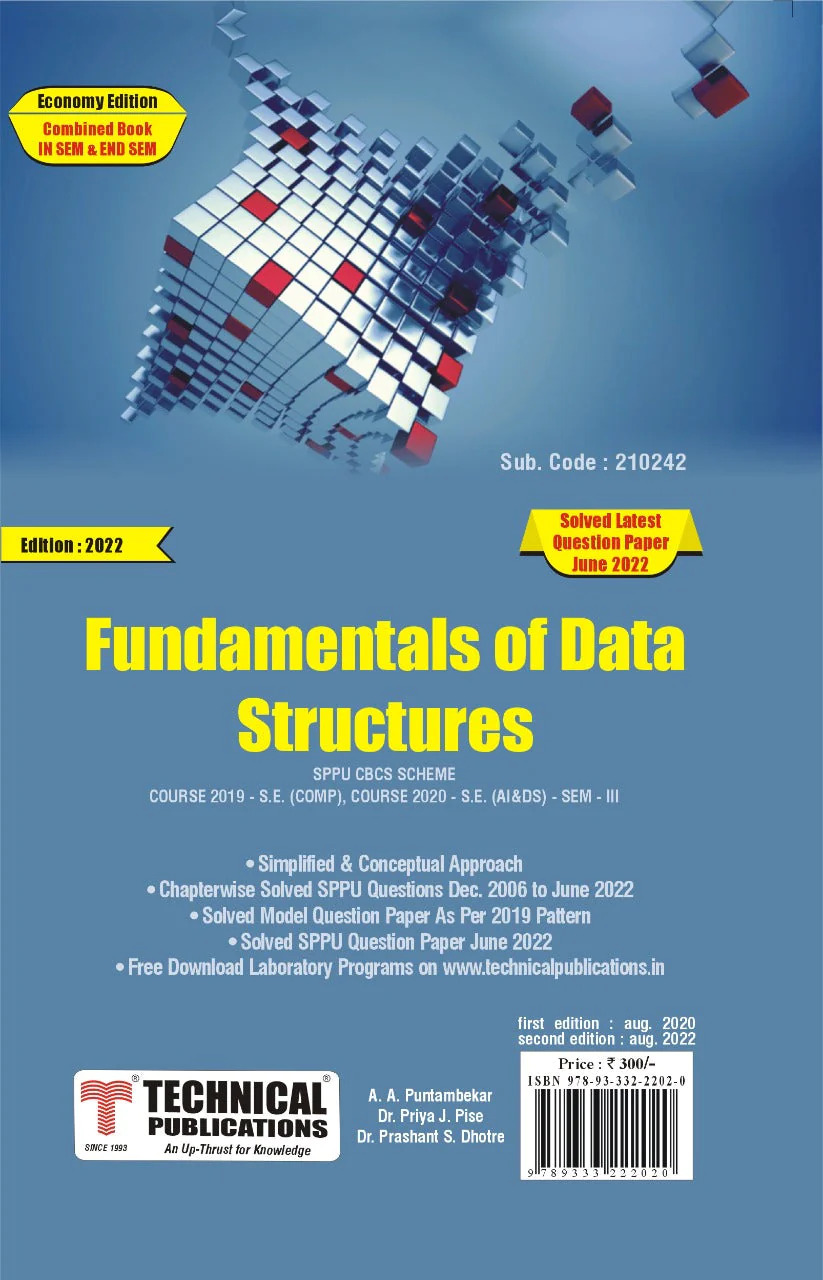 Economy Edition
Combined Book
IN SEM & END SEM
Sub. Code : 210242
Edition : 2022
Solved Latest
Question Paper
June 2022
Fundamentals of Data
Structures
SPPU CBCS SCHEME
COURSE 2019 - S.E. (COMP), COURSE 2020 - S.E. (AI&DS) - SEM - III
• Simplified & Conceptual Approach
• Chapterwise Solved SPPU Questions Dec. 2006 to June 2022
• Solved Model Question Paper As Per 2019 Pattern
• Solved SPPU Question Paper June 2022
• Free Download Laboratory Programs on www.technicalpublications.in
first edition : aug. 2020
second edition : aug. 2022
Price : ₹ 300/-
ISBN 978-93-332-2202-0
9 789333 222020
A. A. Puntambekar
Dr. Priya J. Pise
Dr. Prashant S. Dhotre
® TECHNICAL ®
PUBLICATIONS
SINCE 1993 An Up-Thrust for Knowledge